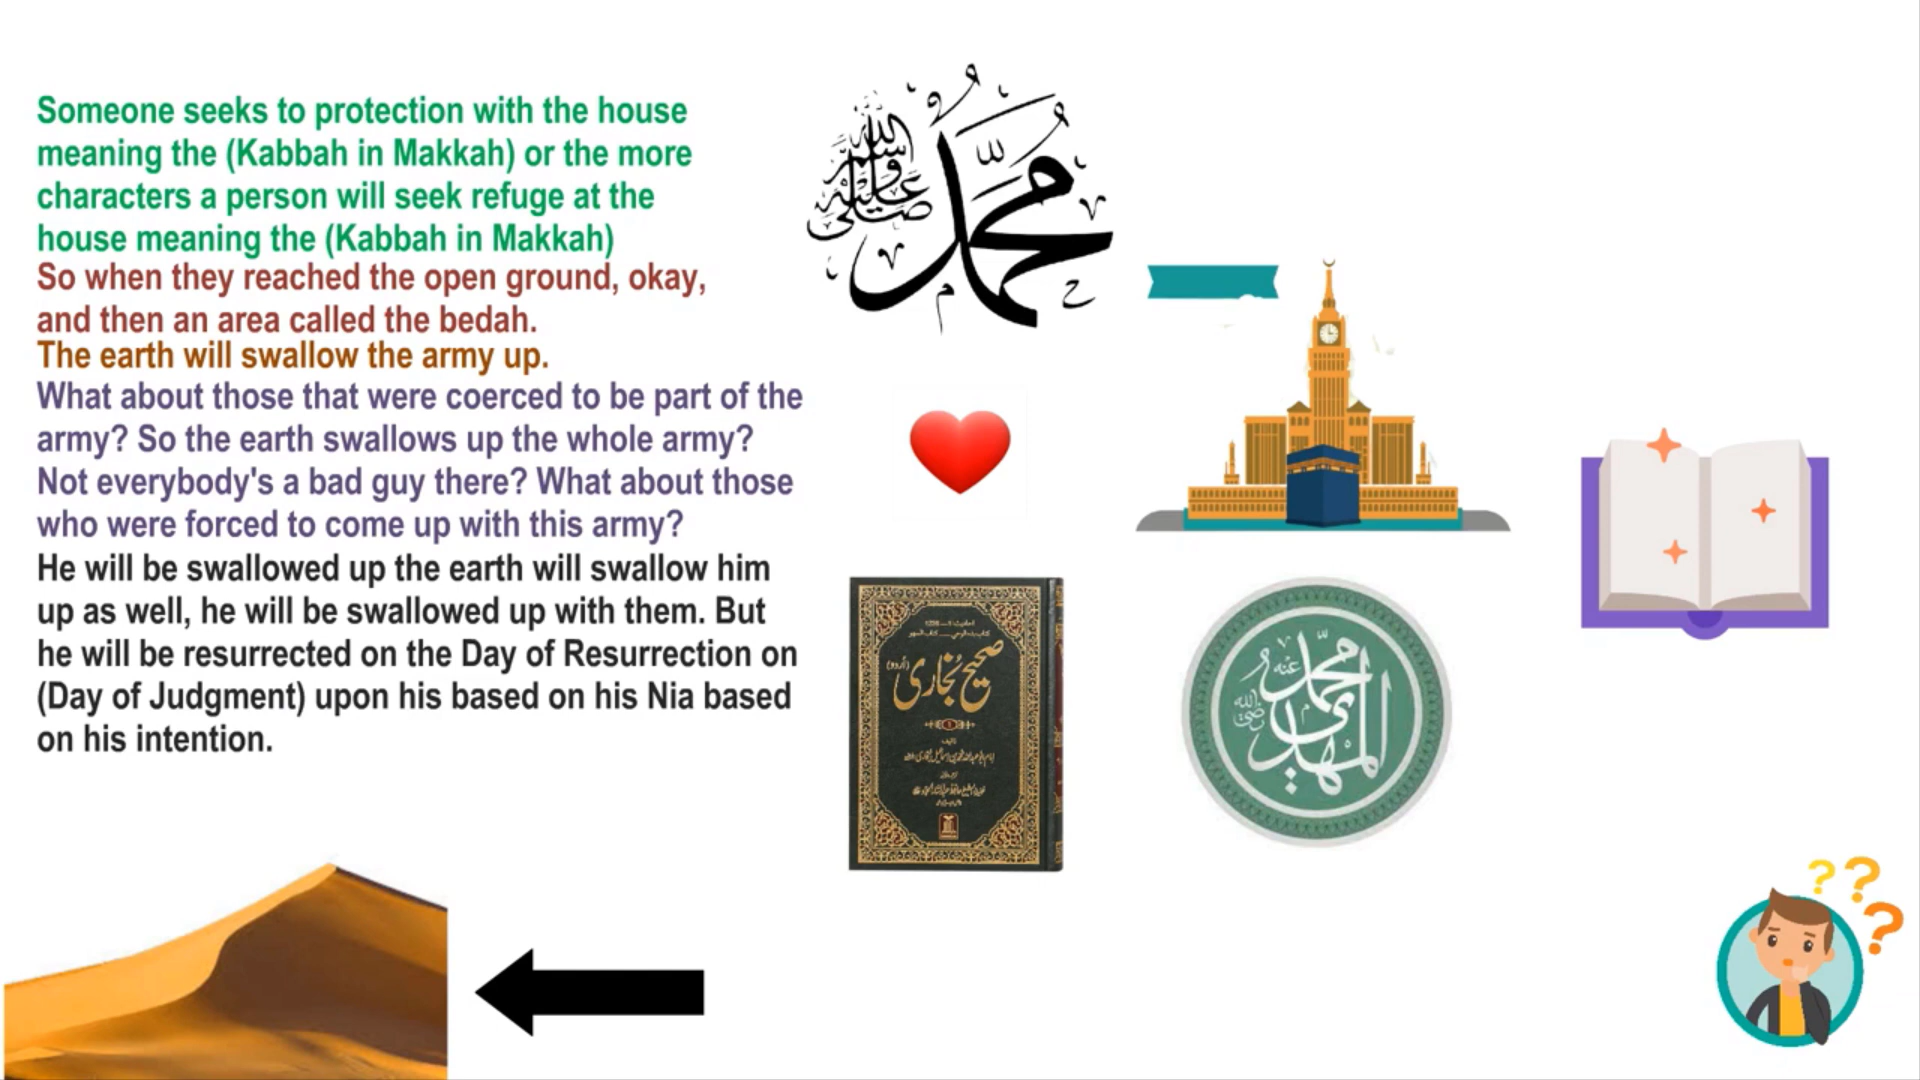 Someone seeks to protection with the house
meaning the (Kabbah in Makkah) or the more
characters a person will seek refuge at the
house meaning the (Kabbah in Makkah)
So when they reached the open ground, okay,
and then an area called the bedah.
The earth will swallow the army up.
What about those that were coerced to be part of the
army? So the earth swallows up the whole army?
Not everybody's a bad guy there? What about those
who were forced to come up with this army?
He will be swallowed up the earth will swallow him
up as well, he will be swallowed up with them. But
he will be resurrected on the Day of Resurrection on
(Day of Judgment) upon his based on his Nia based
on his intention.
محمد
صلى الله عليه وسلم
صحیح بخاری (اُردو)
محمد المهدي
رضي الله عنه
? ? ?